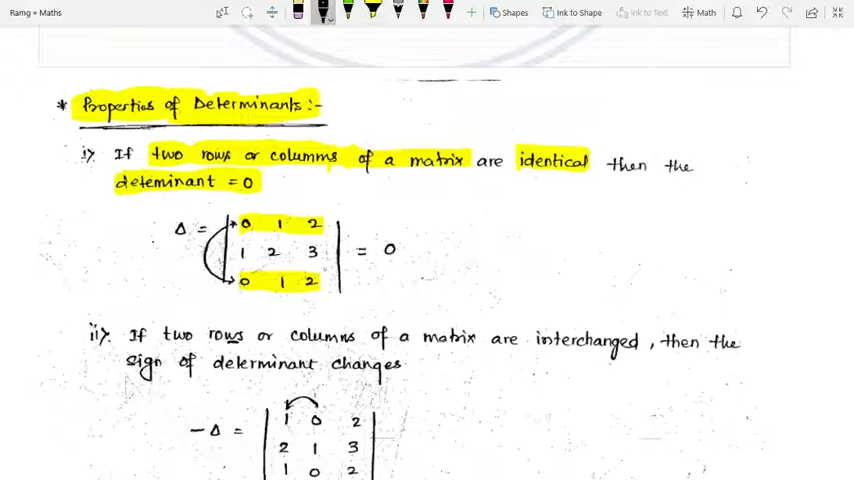 Ramg » Maths
Shapes
Ink to Shape
Ink to Text
Math
* Properties of Determinants:-
i) If two rows or columns of a matrix are identical then the
deteminant = 0
Δ = | 0 1 2 |
| 1 2 3 | = 0
| 0 1 2 |
ii) If two rows or columns of a matrix are interchanged, then the
sign of determinant changes
-Δ = | 1 0 2 |
| 2 1 3 |
| 1 0 2 |